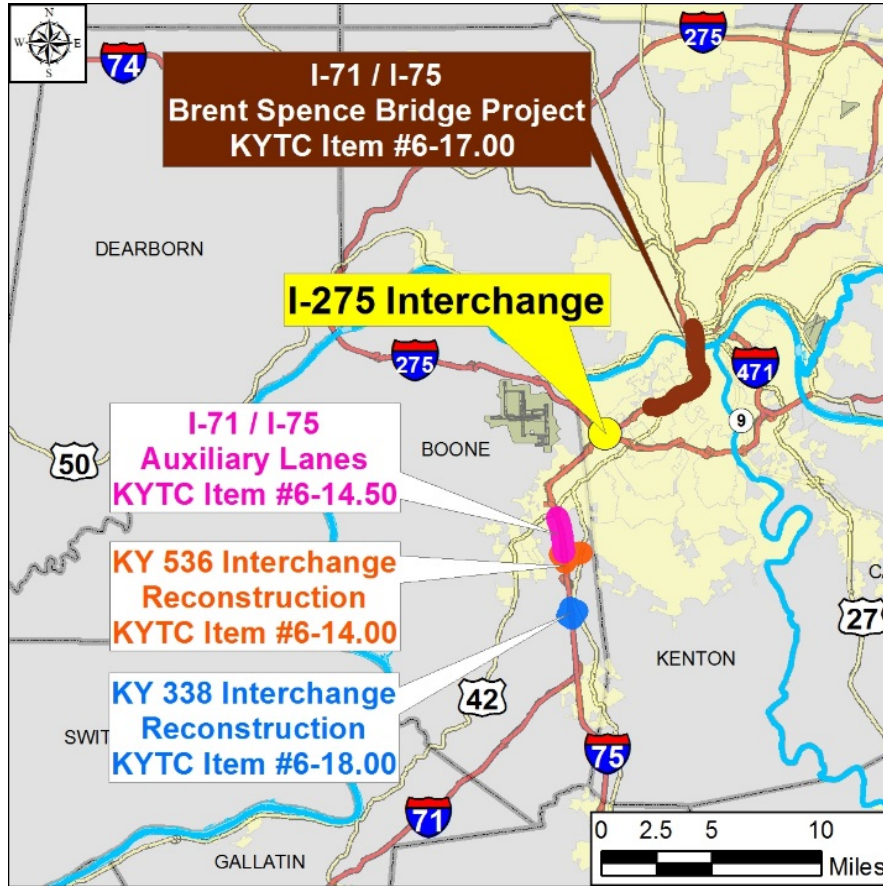 N
W E
S
74
275
I-71 / I-75
Brent Spence Bridge Project
KYTC Item #6-17.00
DEARBORN
I-275 Interchange
275
471
9
I-71 / I-75
Auxiliary Lanes
KYTC Item #6-14.50
50
BOONE
KY 536 Interchange
Reconstruction
KYTC Item #6-14.00
CA
27
KENTON
KY 338 Interchange
Reconstruction
KYTC Item #6-18.00
42
SWIT
75
71
GALLATIN
0 2.5 5 10
Miles